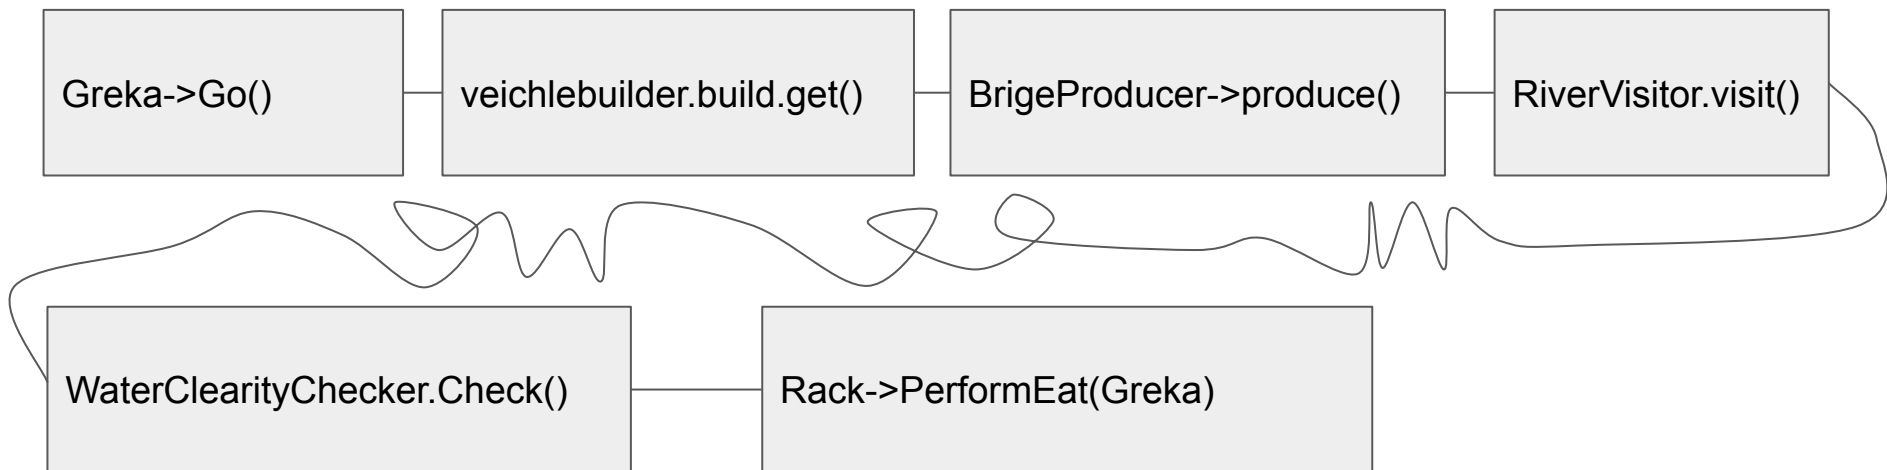 Greka->Go()
veichlebuilder.build.get()
BrigeProducer->produce()
RiverVisitor.visit()
WaterClearityChecker.Check()
Rack->PerformEat(Greka)